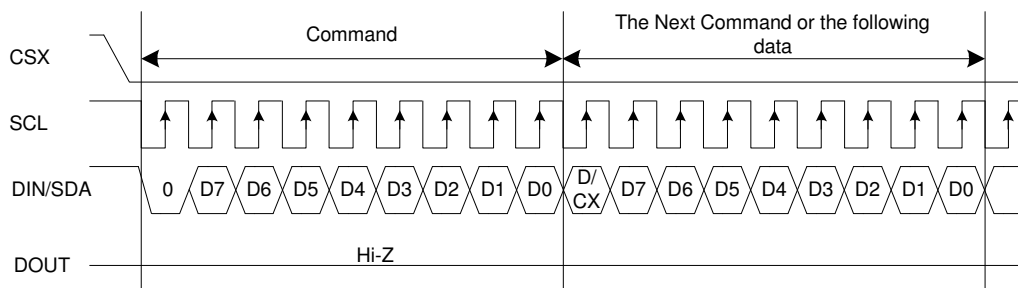 Command
The Next Command or the following
data
CSX
SCL
DIN/SDA
0 D7 D6 D5 D4 D3 D2 D1 D0 D/
CX D7 D6 D5 D4 D3 D2 D1 D0
DOUT
Hi-Z